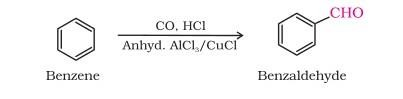 CHO
CO, HCl
Anhyd. AlCl₃/CuCl
Benzene
Benzaldehyde